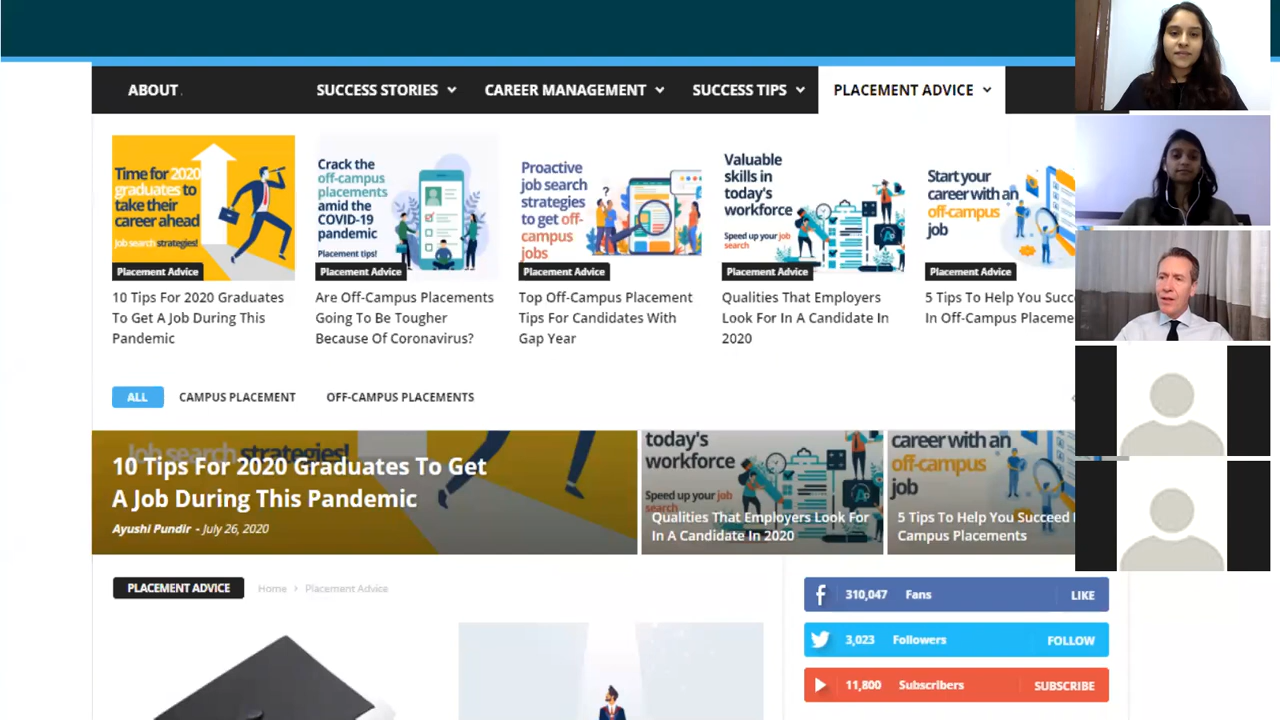 ABOUT
SUCCESS STORIES
CAREER MANAGEMENT
SUCCESS TIPS
PLACEMENT ADVICE
Time for 2020
graduates to
take their
career ahead
Job search strategies!
Placement Advice
10 Tips For 2020 Graduates
To Get A Job During This
Pandemic
Crack the
off-campus
placements
amid the
COVID-19
pandemic
Placement tips!
Placement Advice
Are Off-Campus Placements
Going To Be Tougher
Because Of Coronavirus?
Proactive
job search
strategies
to get off-
campus
jobs
Placement Advice
Top Off-Campus Placement
Tips For Candidates With
Gap Year
Valuable
skills in
today's
workforce
Speed up your job
search
Placement Advice
Qualities That Employers
Look For In A Candidate In
2020
Start your
career with an
off-campus
job
Placement Advice
5 Tips To Help You
In Off-Campus
ALL
CAMPUS PLACEMENT
OFF-CAMPUS PLACEMENTS
Job search strategies!
10 Tips For 2020 Graduates To Get
A Job During This Pandemic
Ayushi Pundir - July 26, 2020
today's
workforce
Speed up your job
search
Qualities That Employers Look For
In A Candidate In 2020
career with an
off-campus
job
5 Tips To Help You Succeed
Campus Placements
PLACEMENT ADVICE
Home > Placement Advice
310,047 Fans LIKE
3,023 Followers FOLLOW
11,800 Subscribers SUBSCRIBE